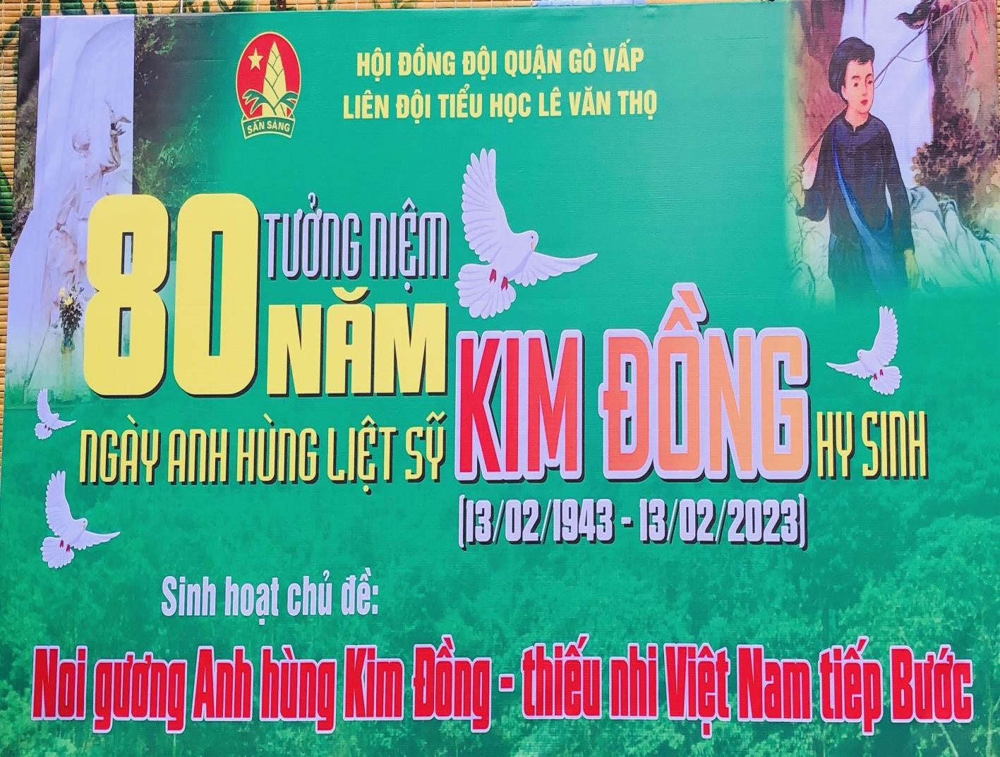 HỘI ĐỒNG ĐỘI QUẬN GÒ VẤP
LIÊN ĐỘI TIỂU HỌC LÊ VĂN THỌ
SẴN SÀNG
80 NĂM TƯỞNG NIỆM
NGÀY ANH HÙNG LIỆT SỸ KIM ĐỒNG HY SINH
(13/02/1943 - 13/02/2023)
Sinh hoạt chủ đề:
Noi gương Anh hùng Kim Đồng - thiếu nhi Việt Nam tiếp Bước